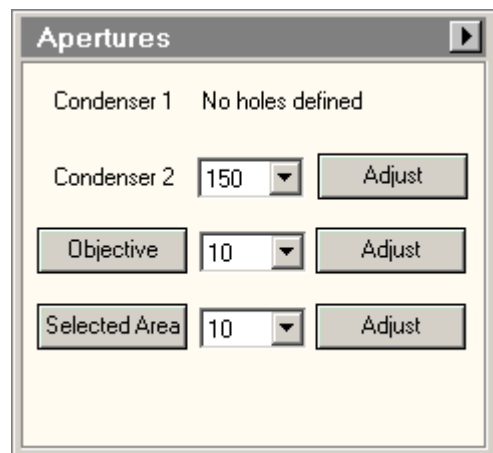 Apertures
Condenser 1 No holes defined
Condenser 2 150 Adjust
Objective 10 Adjust
Selected Area 10 Adjust